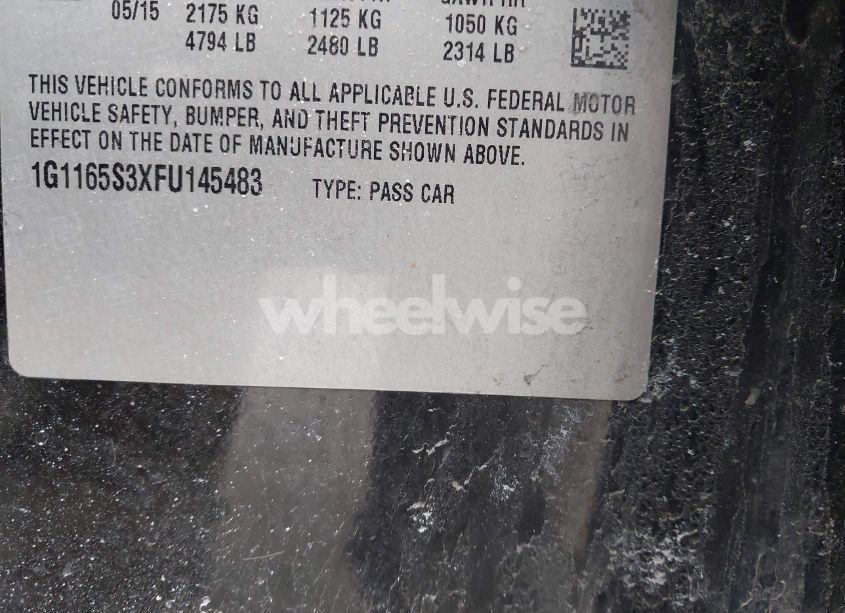 05/15 2175 KG 1125 KG 1050 KG
4794 LB 2480 LB 2314 LB
THIS VEHICLE CONFORMS TO ALL APPLICABLE U.S. FEDERAL MOTOR
VEHICLE SAFETY, BUMPER, AND THEFT PREVENTION STANDARDS IN
EFFECT ON THE DATE OF MANUFACTURE SHOWN ABOVE.
1G1165S3XFU145483 TYPE: PASS CAR
wheelwise